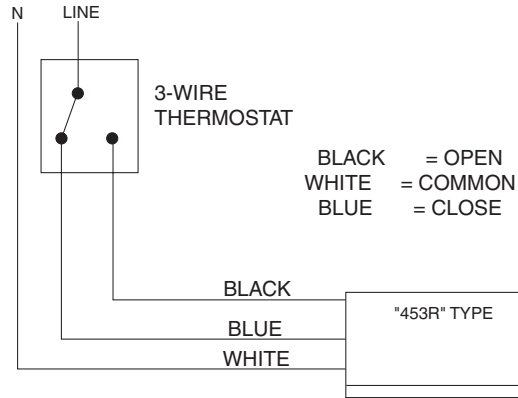 N LINE
3-WIRE
THERMOSTAT
BLACK = OPEN
WHITE = COMMON
BLUE = CLOSE
BLACK
"453R" TYPE
BLUE
WHITE